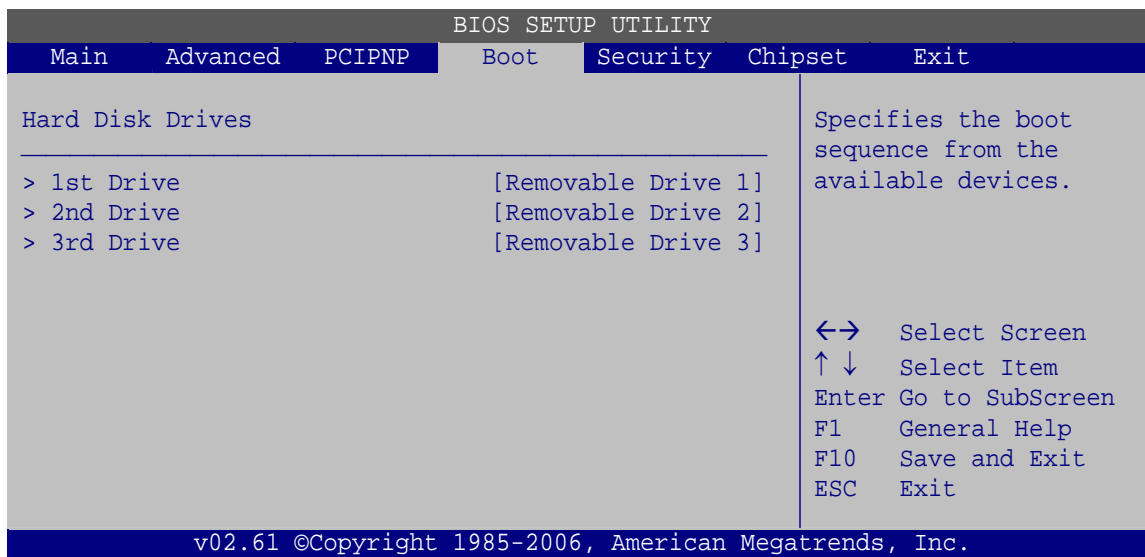 BIOS SETUP UTILITY
Main Advanced PCIPNP Boot Security Chipset Exit
Hard Disk Drives
> 1st Drive [Removable Drive 1]
> 2nd Drive [Removable Drive 2]
> 3rd Drive [Removable Drive 3]
Specifies the boot
sequence from the
available devices.
←→ Select Screen
↑ ↓ Select Item
Enter Go to SubScreen
F1 General Help
F10 Save and Exit
ESC Exit
v02.61 ©Copyright 1985-2006, American Megatrends, Inc.